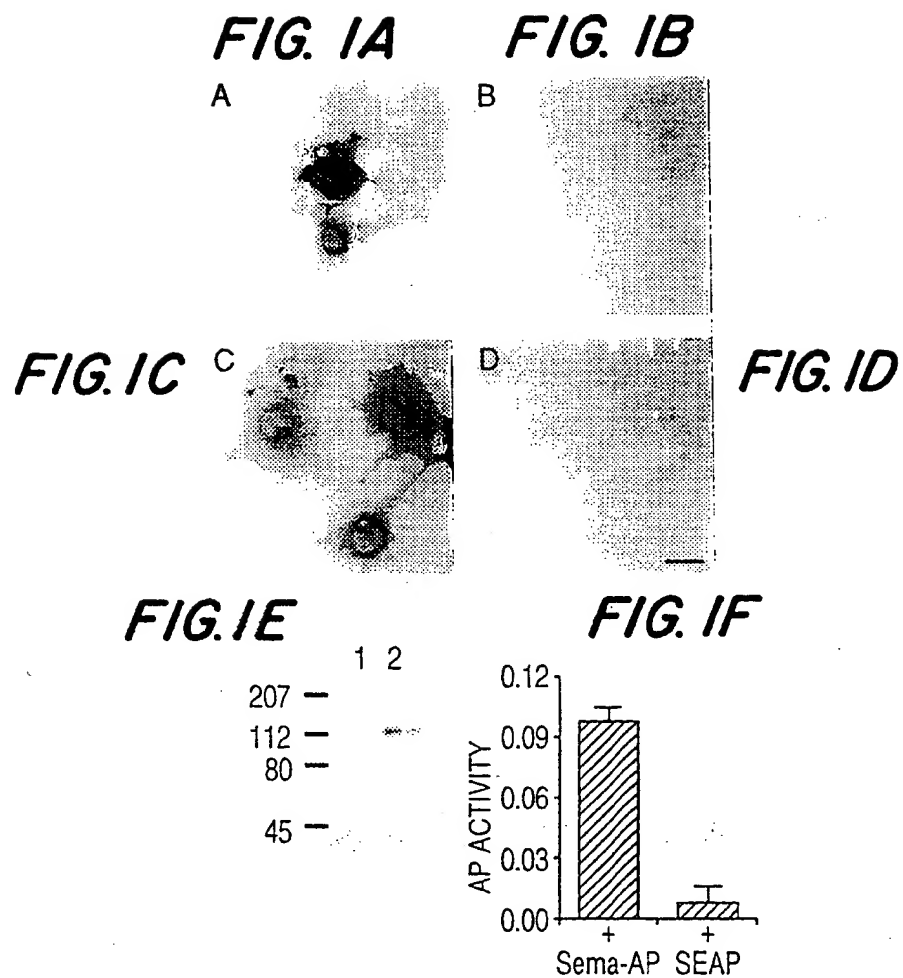 FIG. 1A
FIG. 1B
A
B
FIG. 1C
C
D
FIG. 1D
FIG. 1E
FIG. 1F
1 2
207
112
80
45
0.12
0.09
0.06
0.03
0.00
AP ACTIVITY
+ +
Sema-AP SEAP